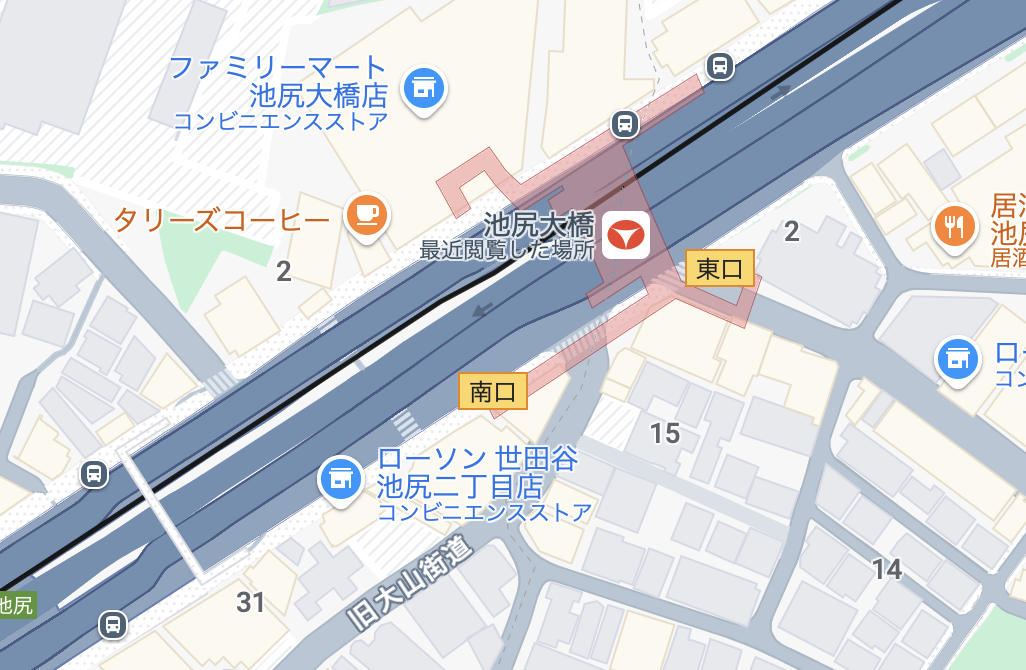 ファミリーマート
池尻大橋店
コンビニエンスストア
タリーズコーヒー
2
池尻大橋
最近閲覧した場所
東口
2
南口
15
ローソン 世田谷
池尻二丁目店
コンビニエンスストア
旧大山街道
14
31
池尻
居酒